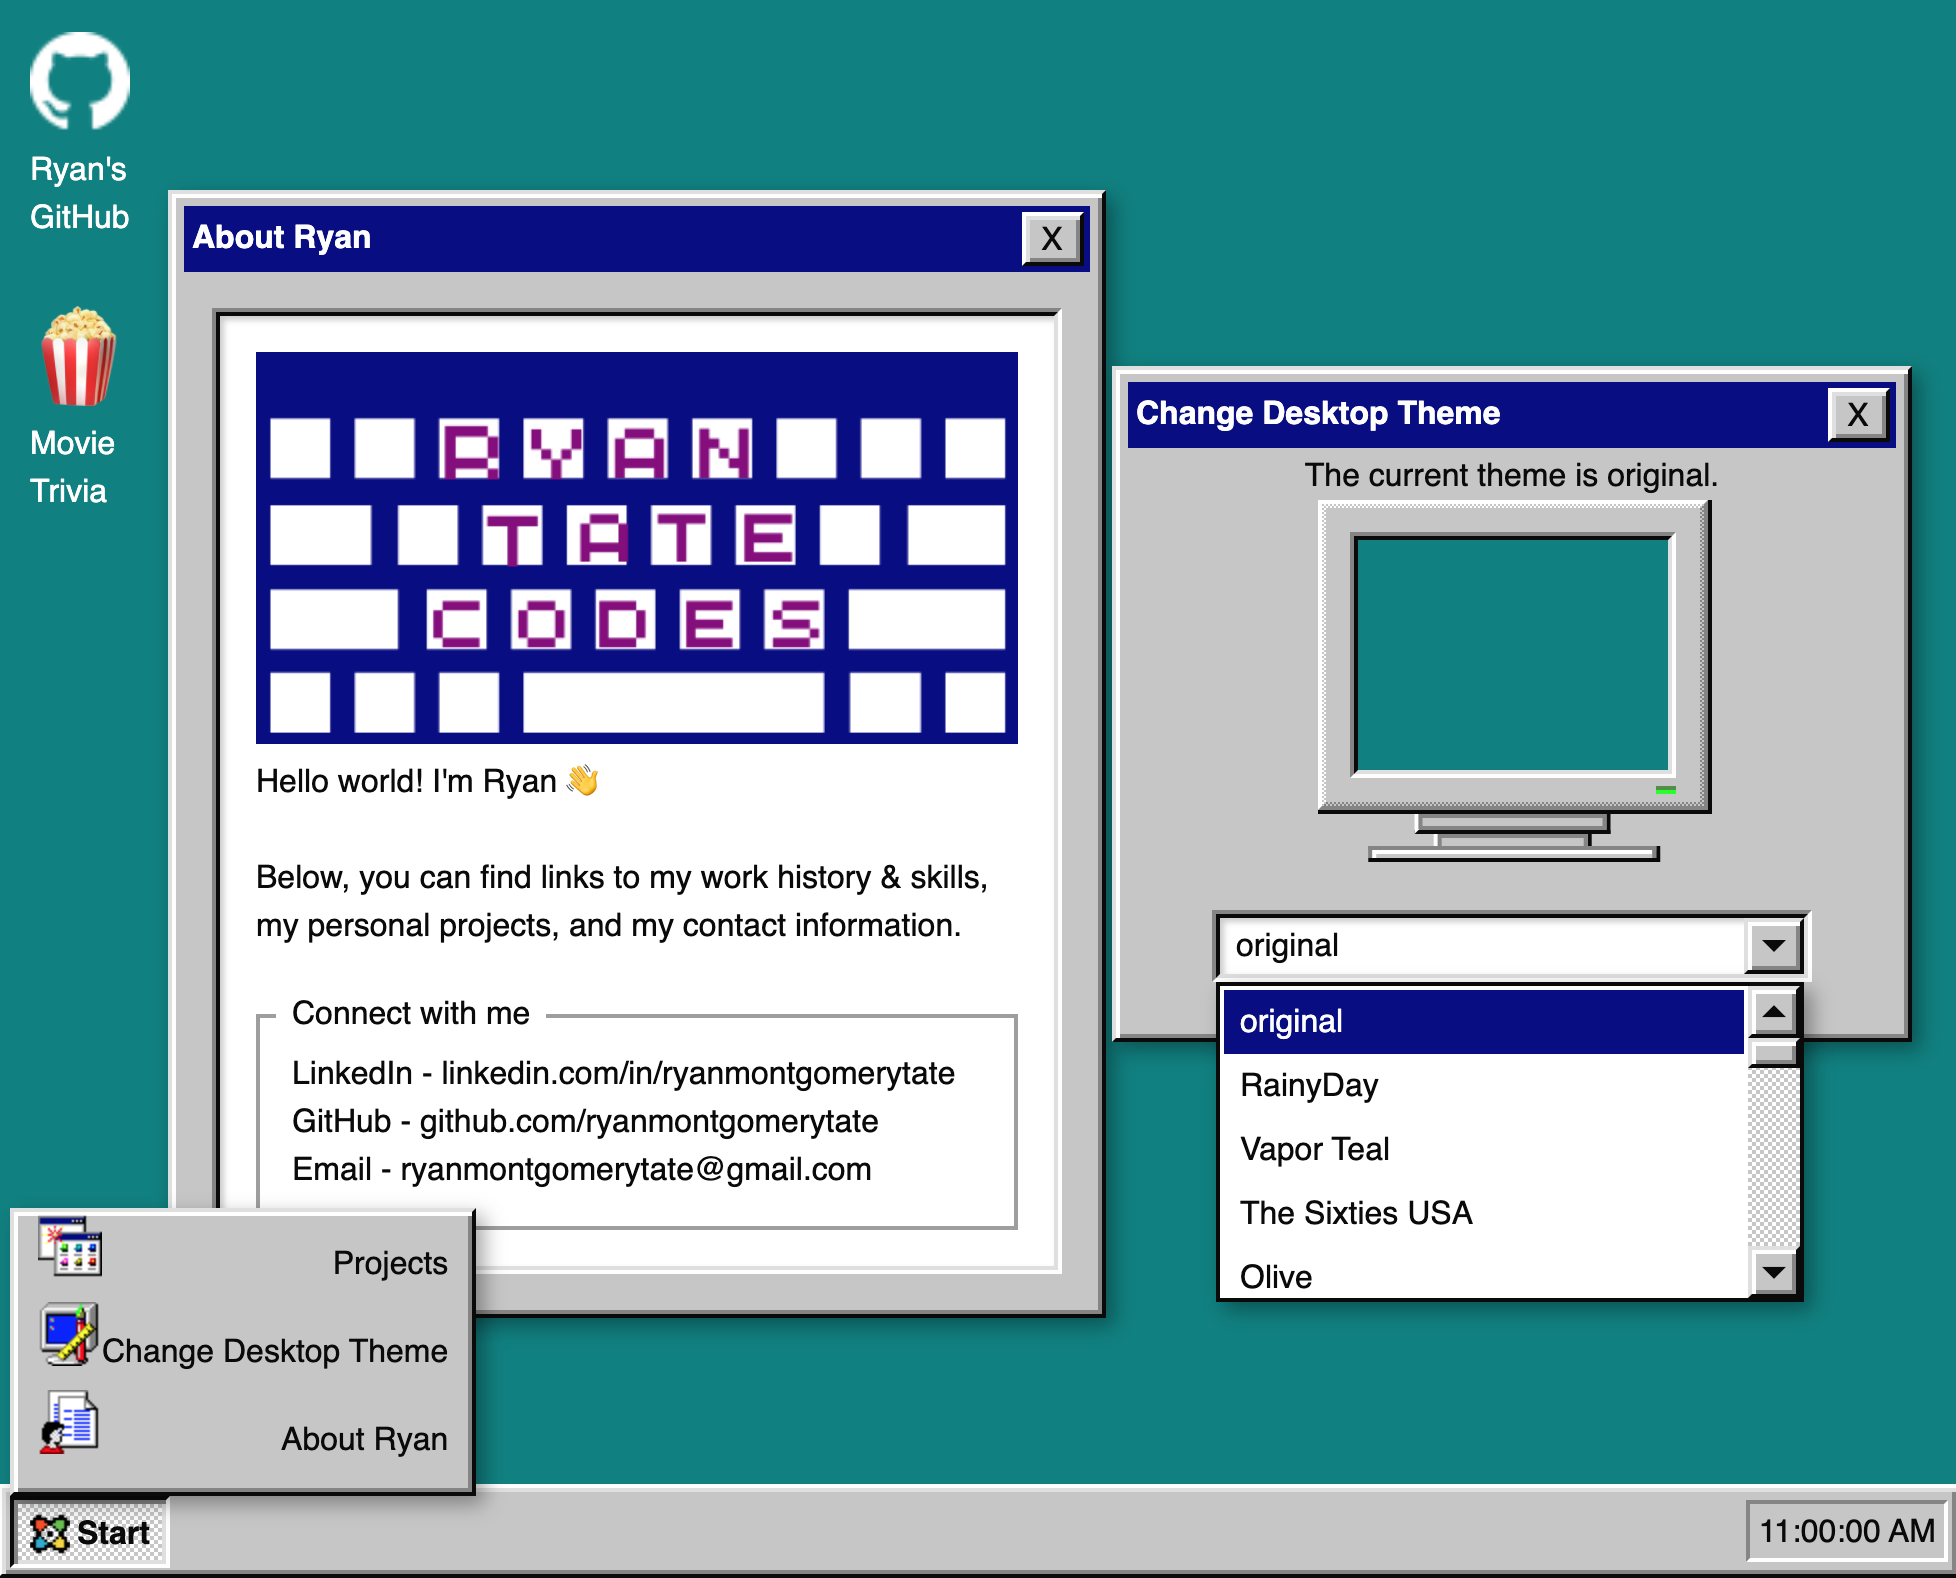 Ryan's
GitHub
Movie
Trivia
About Ryan
X
RYAN
TATE
CODES
Hello world! I'm Ryan 👋
Below, you can find links to my work history & skills,
my personal projects, and my contact information.
Connect with me
LinkedIn - linkedin.com/in/ryanmontgomerytate
GitHub - github.com/ryanmontgomerytate
Email - ryanmontgomerytate@gmail.com
Change Desktop Theme
X
The current theme is original.
original
original
RainyDay
Vapor Teal
The Sixties USA
Olive
Projects
Change Desktop Theme
About Ryan
Start
11:00:00 AM